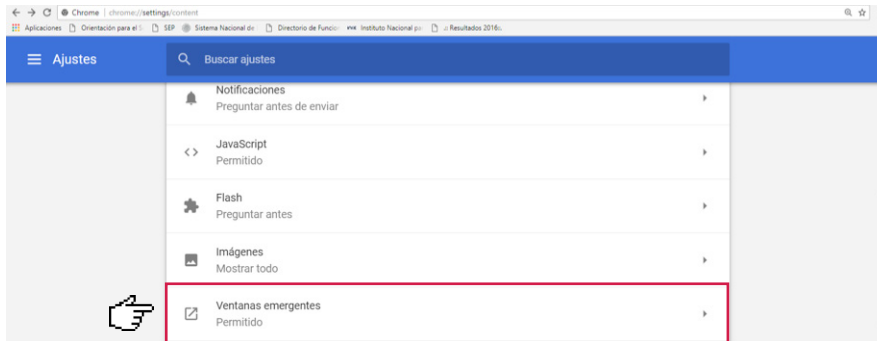 Chrome | chrome://settings/content
Aplicaciones Orientación para el S SEP Sistema Nacional de Directorio de Funcio Instituto Nacional pa Resultados 2016
Ajustes Buscar ajustes
Notificaciones
Preguntar antes de enviar
JavaScript
Permitido
Flash
Preguntar antes
Imágenes
Mostrar todo
Ventanas emergentes
Permitido